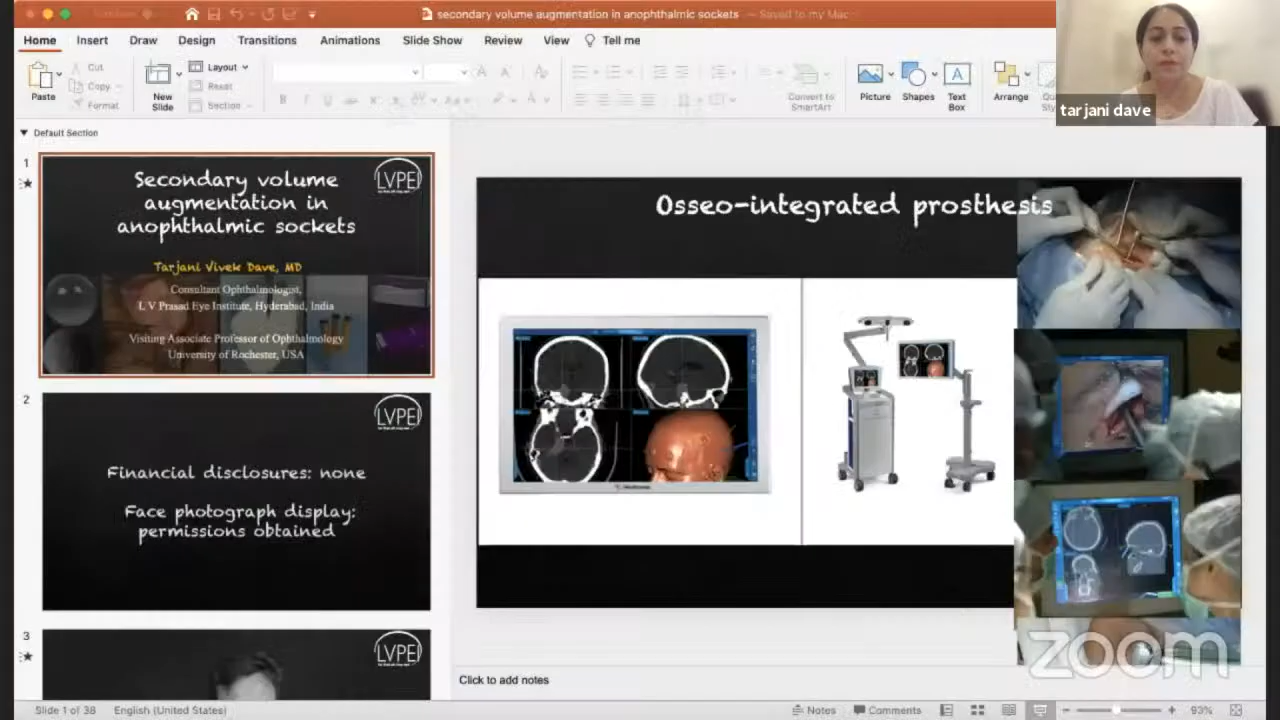 secondary volume augmentation in anophthalmic sockets — Saved to my Mac
tarjani dave
Home Insert Draw Design Transitions Animations Slide Show Review View Tell me
Paste
Cut
Copy
Format
New
Slide
Layout
Reset
Section
Convert to
SmartArt
Picture
Shapes
Text
Box
Arrange
Default Section
1
LVPEI
Secondary volume
augmentation in
anophthalmic sockets
Tarjani Vivek Dave, MD
Consultant Ophthalmologist,
L V Prasad Eye Institute, Hyderabad, India
Visiting Associate Professor of Ophthalmology
University of Rochester, USA
2
LVPEI
Financial disclosures: none
Face photograph display:
permissions obtained
3
LVPEI
Osseo-integrated prosthesis
zoom
Click to add notes
Slide 1 of 38 English (United States) Notes Comments 93%